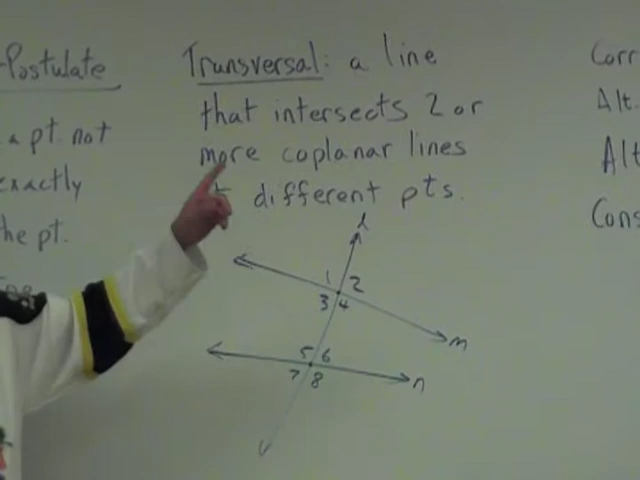 -Postulate
a pt. not
exactly
the pt.
Transversal: a line
that intersects 2 or
more coplanar lines
different pts.
l
1 2
3 4
m
5 6
7 8
n
Corr
Alt.
Alt
Cons